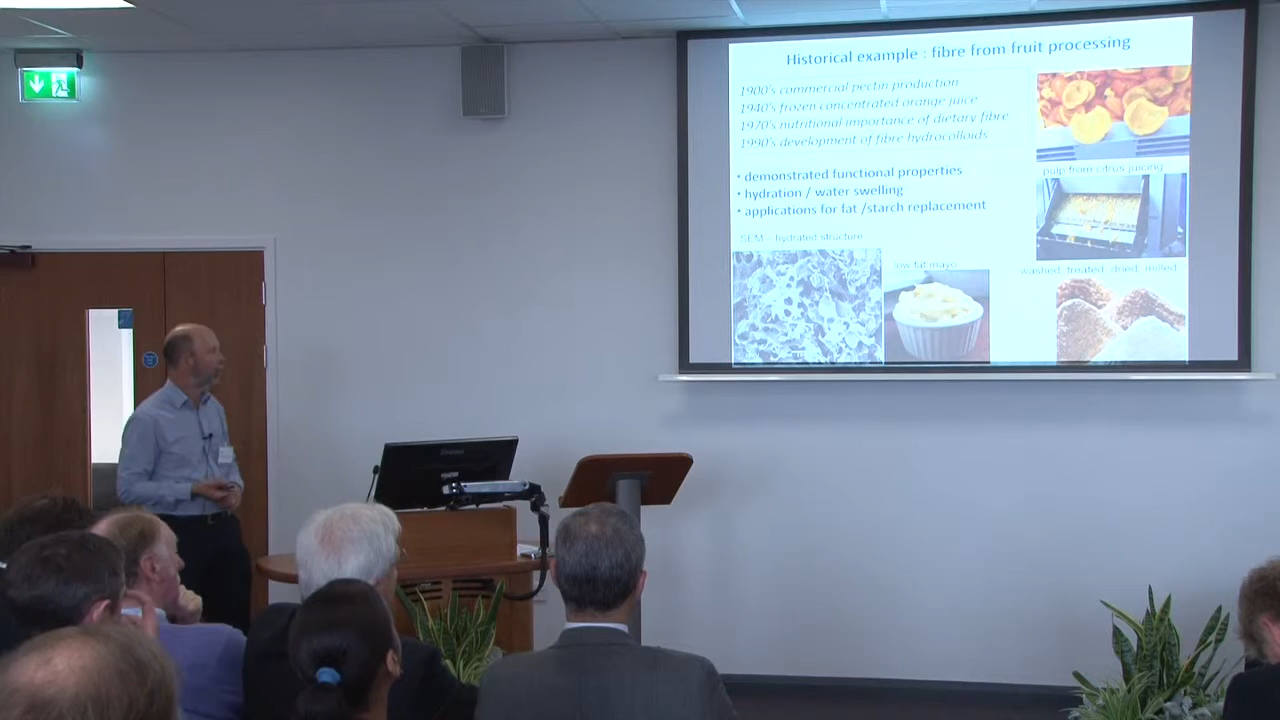 Historical example : fibre from fruit processing
1900's commercial pectin production
1940's frozen concentrated orange juice
1970's nutritional importance of dietary fibre
1990's development of fibre hydrocolloids
• demonstrated functional properties
• hydration / water swelling
• applications for fat /starch replacement
SEM – hydrated structure
low fat mayo
pulp from citrus juicing
washed, treated, dried, milled